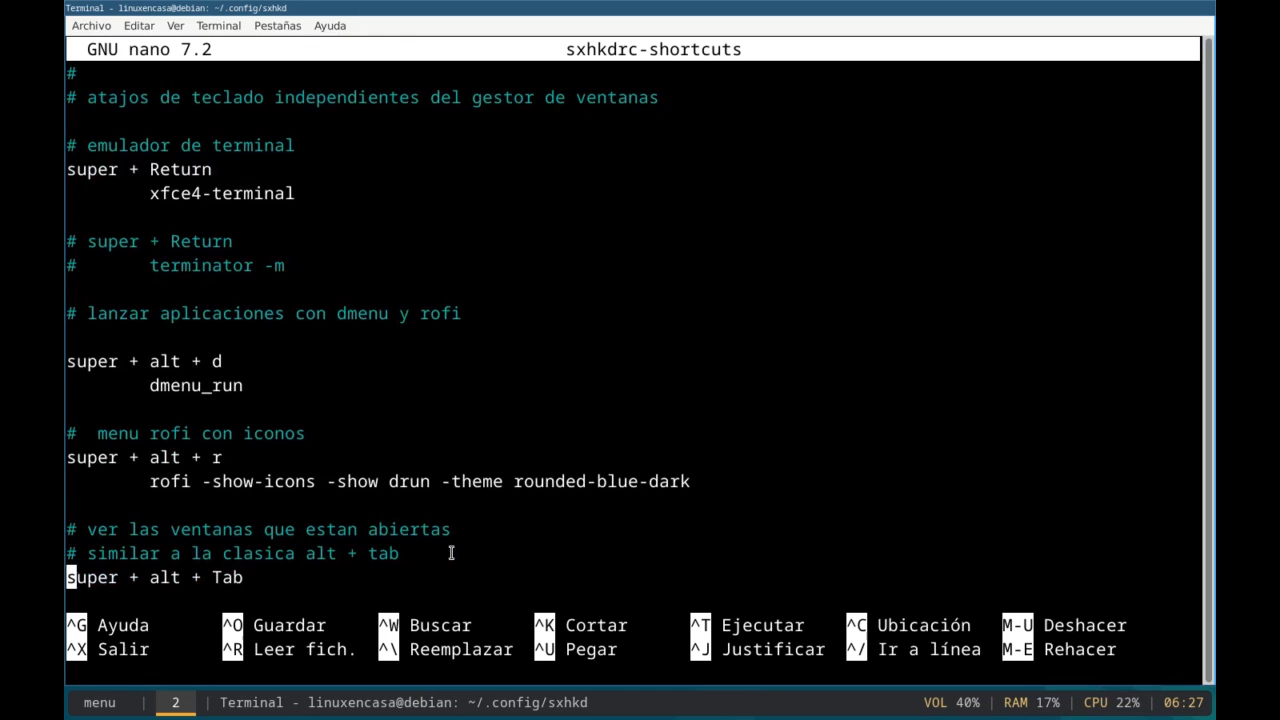 Terminal - linuxencasa@debian: ~/.config/sxhkd
Archivo Editar Ver Terminal Pestañas Ayuda
GNU nano 7.2 sxhkdrc-shortcuts
#
# atajos de teclado independientes del gestor de ventanas
# emulador de terminal
super + Return
xfce4-terminal
# super + Return
# terminator -m
# lanzar aplicaciones con dmenu y rofi
super + alt + d
dmenu_run
# menu rofi con iconos
super + alt + r
rofi -show-icons -show drun -theme rounded-blue-dark
# ver las ventanas que estan abiertas
# similar a la clasica alt + tab
super + alt + Tab
^G Ayuda ^O Guardar ^W Buscar ^K Cortar ^T Ejecutar ^C Ubicación M-U Deshacer
^X Salir ^R Leer fich. ^\ Reemplazar ^U Pegar ^J Justificar ^/ Ir a línea M-E Rehacer
menu | 2 | Terminal - linuxencasa@debian: ~/.config/sxhkd VOL 40% | RAM 17% | CPU 22% | 06:27